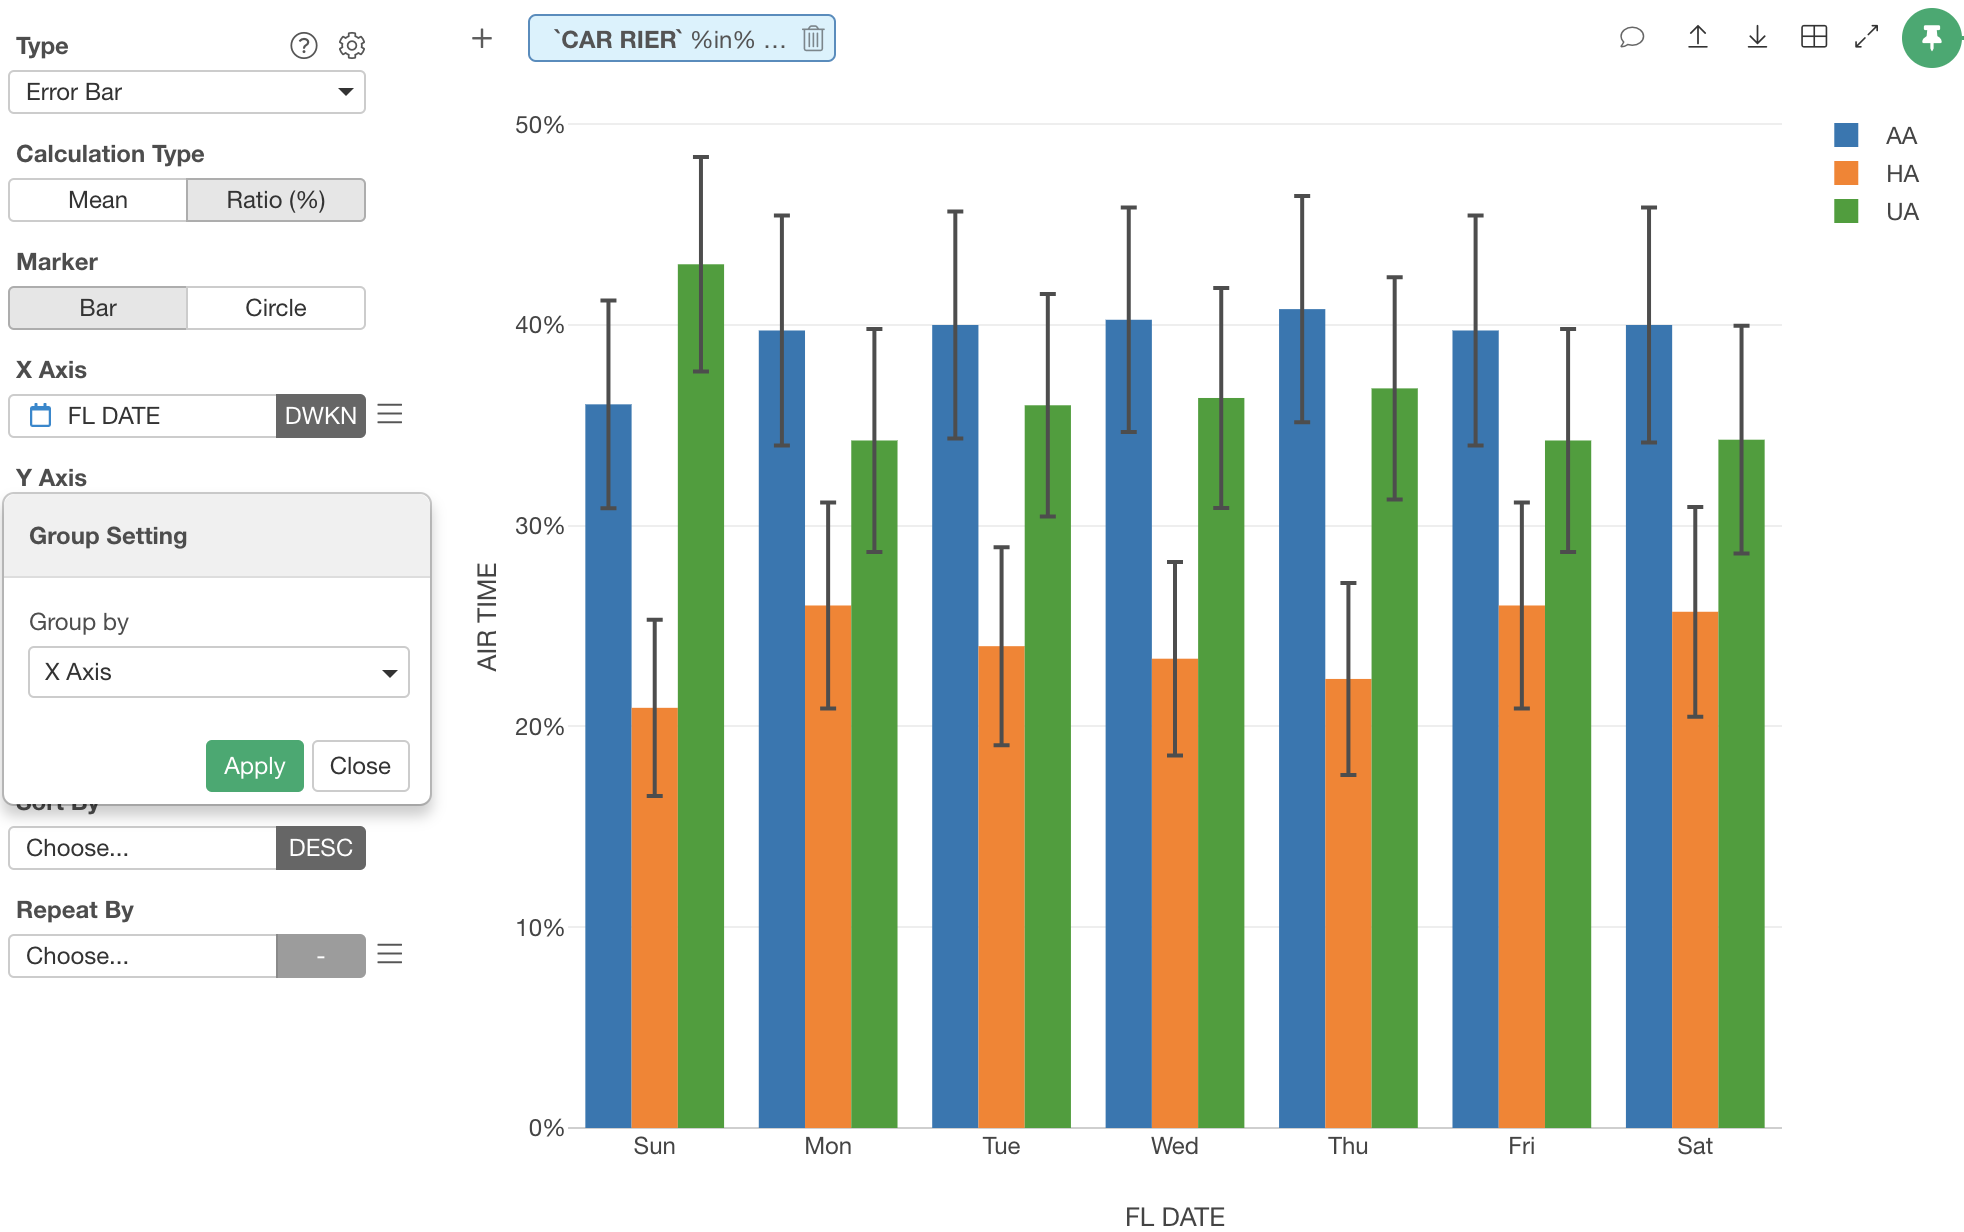 Type
Error Bar
Calculation Type
Mean
Ratio (%)
Marker
Bar
Circle
X Axis
FL DATE
DWKN
Y Axis
Group Setting
Group by
X Axis
Apply
Close
Sort By
Choose...
DESC
Repeat By
Choose...
-
`CAR RIER` %in% ...
50%
40%
30%
20%
10%
0%
AIR TIME
Sun
Mon
Tue
Wed
Thu
Fri
Sat
FL DATE
AA
HA
UA